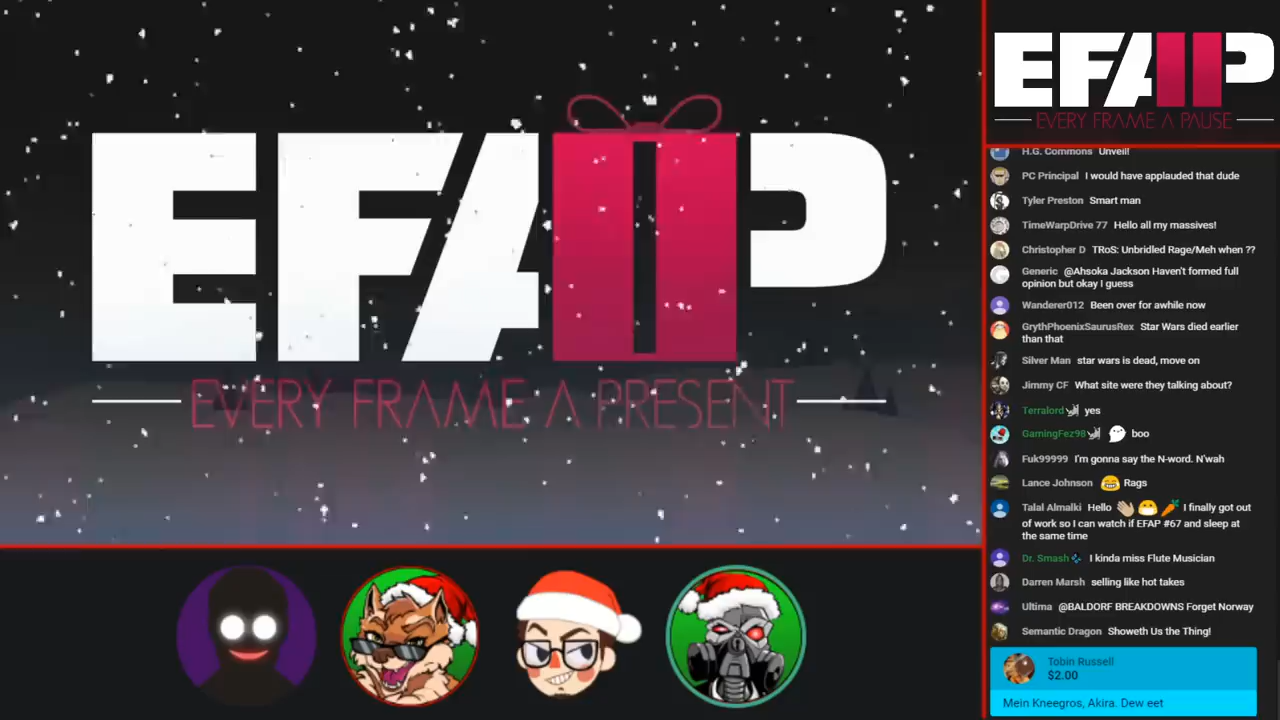 EFAP
EVERY FRAME A PRESENT
EFAP
EVERY FRAME A PAUSE
H.G. Commons Unveil!
PC Principal I would have applauded that dude
Tyler Preston Smart man
TimeWarpDrive 77 Hello all my massives!
Christopher D TRoS: Unbridled Rage/Meh when ??
Generic @Ahsoka Jackson Haven't formed full
opinion but okay I guess
Wanderer012 Been over for awhile now
GrythPhoenixSaurusRex Star Wars died earlier
than that
Silver Man star wars is dead, move on
Jimmy CF What site were they talking about?
Terralord yes
GamingFez98 boo
Fuk99999 I'm gonna say the N-word. N'wah
Lance Johnson 😂 Rags
Talal Almalki Hello 👋🏽 😷 🥕 I finally got out
of work so I can watch if EFAP #67 and sleep at
the same time
Dr. Smash I kinda miss Flute Musician
Darren Marsh selling like hot takes
Ultima @BALDORF BREAKDOWNS Forget Norway
Semantic Dragon Showeth Us the Thing!
Tobin Russell
$2.00
Mein Kneegros, Akira. Dew eet